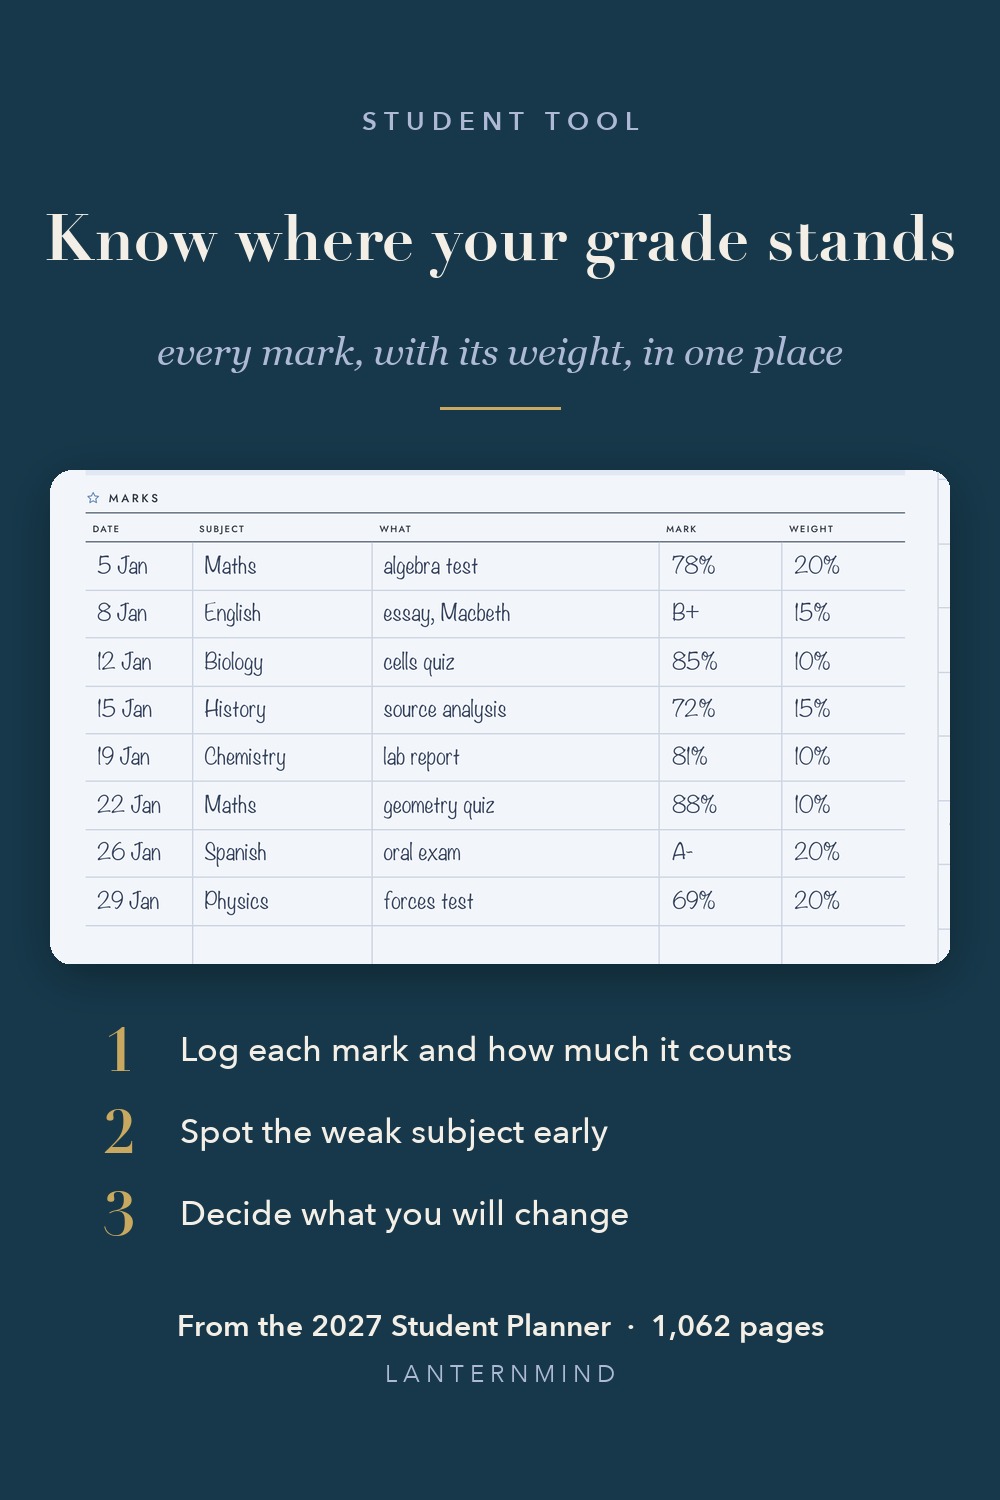 STUDENT TOOL
Know where your grade stands
every mark, with its weight, in one place
MARKS
DATE SUBJECT WHAT MARK WEIGHT
5 Jan Maths algebra test 78% 20%
8 Jan English essay, Macbeth B+ 15%
12 Jan Biology cells quiz 85% 10%
15 Jan History source analysis 72% 15%
19 Jan Chemistry lab report 81% 10%
22 Jan Maths geometry quiz 88% 10%
26 Jan Spanish oral exam A- 20%
29 Jan Physics forces test 69% 20%
1 Log each mark and how much it counts
2 Spot the weak subject early
3 Decide what you will change
From the 2027 Student Planner · 1,062 pages
LANTERNMIND